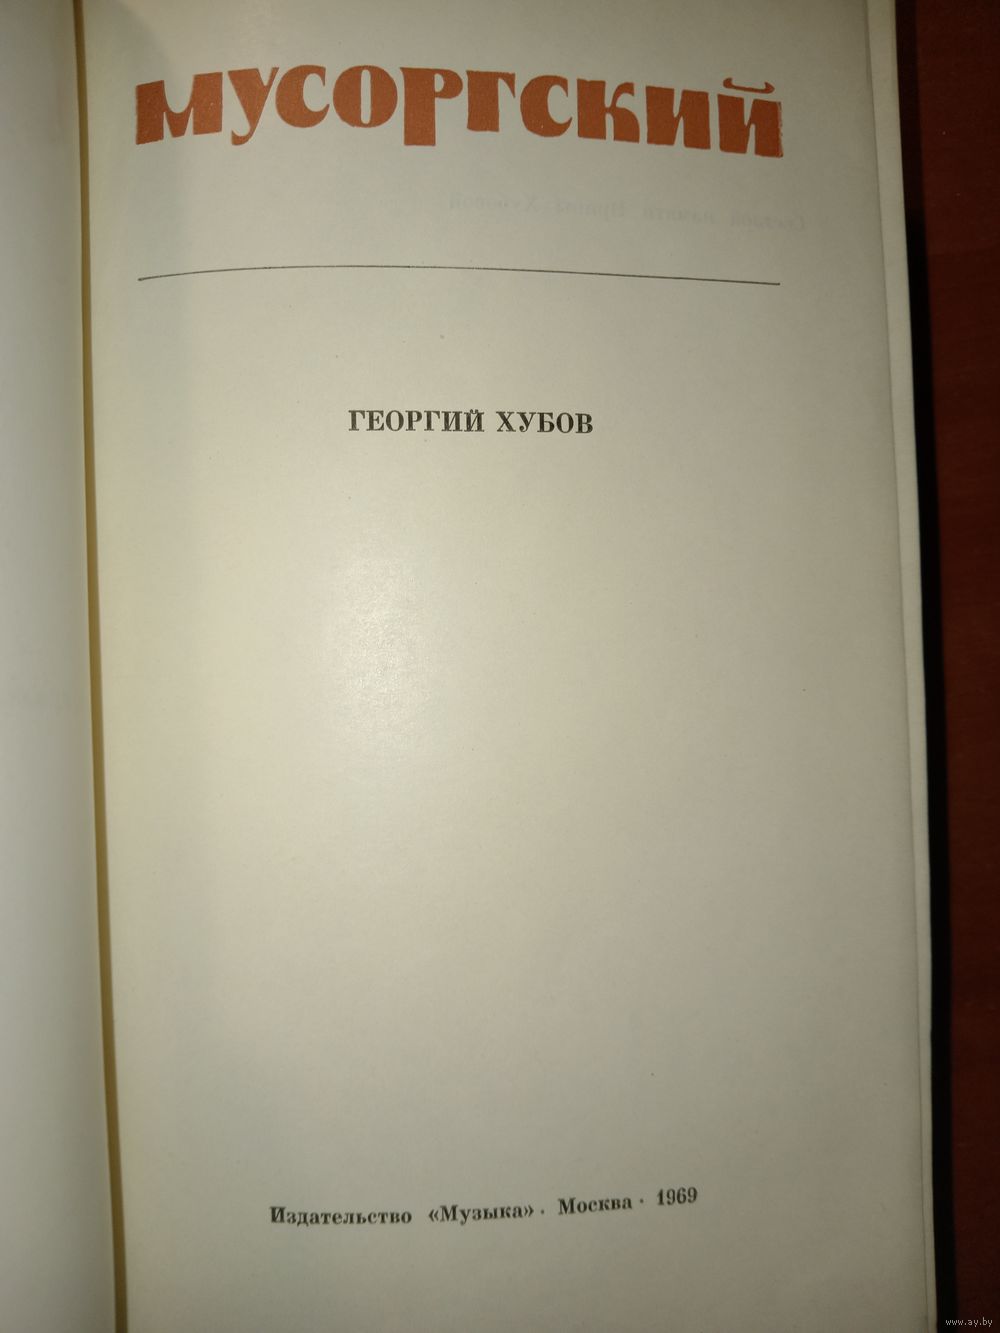 МУСОРГСКИЙ
ГЕОРГИЙ ХУБОВ
Издательство «Музыка» · Москва · 1969
www.ay.by